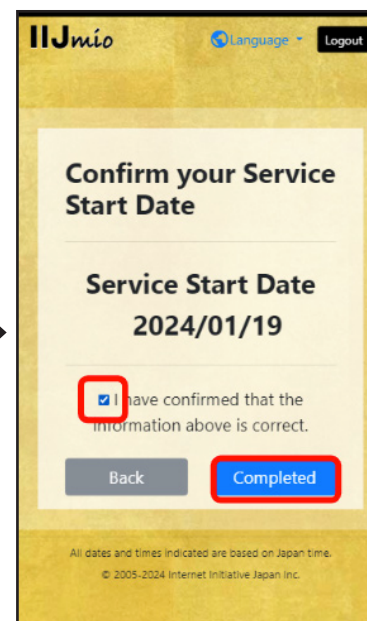 IIJmio
Language
Logout
Confirm your Service
Start Date
Service Start Date
2024/01/19
I have confirmed that the
information above is correct.
Back
Completed
All dates and times indicated are based on Japan time.
© 2005-2024 Internet Initiative Japan Inc.